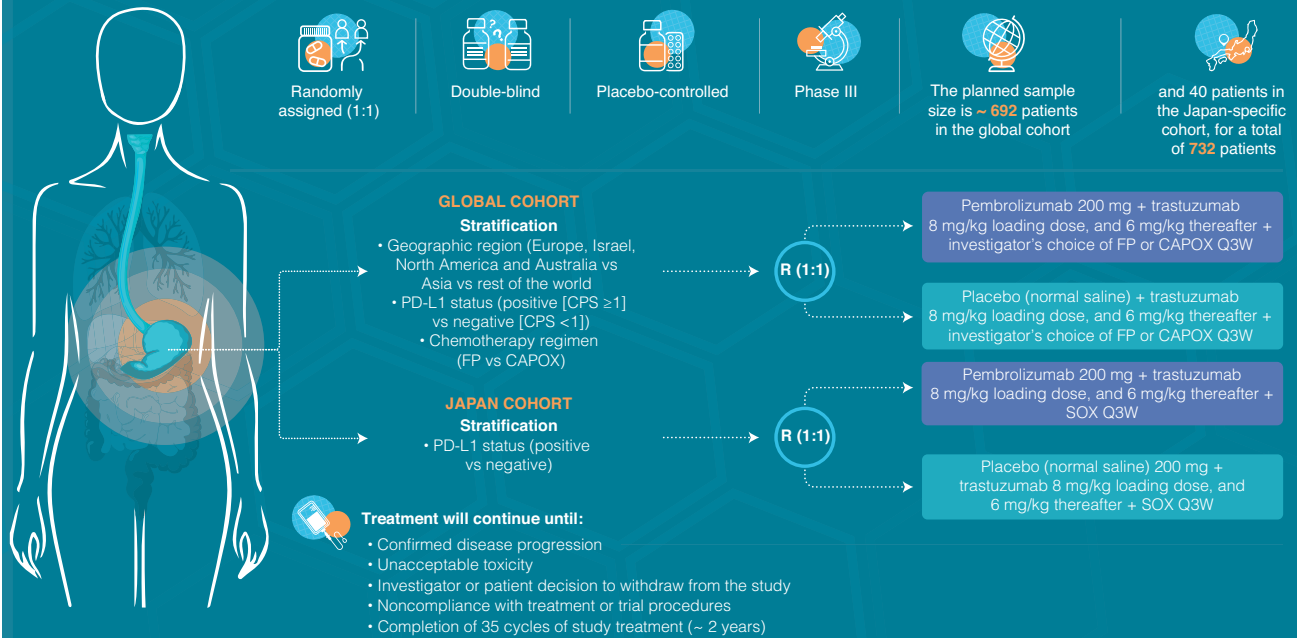 Randomly
assigned (1:1)
Double-blind
Placebo-controlled
Phase III
The planned sample
size is ~ 692 patients
in the global cohort
and 40 patients in
the Japan-specific
cohort, for a total
of 732 patients
? ? ?
GLOBAL COHORT
Stratification
• Geographic region (Europe, Israel,
North America and Australia vs
Asia vs rest of the world
• PD-L1 status (positive [CPS ≥1]
vs negative [CPS <1])
• Chemotherapy regimen
(FP vs CAPOX)
R (1:1)
Pembrolizumab 200 mg + trastuzumab
8 mg/kg loading dose, and 6 mg/kg thereafter +
investigator's choice of FP or CAPOX Q3W
Placebo (normal saline) + trastuzumab
8 mg/kg loading dose, and 6 mg/kg thereafter +
investigator's choice of FP or CAPOX Q3W
JAPAN COHORT
Stratification
• PD-L1 status (positive
vs negative)
R (1:1)
Pembrolizumab 200 mg + trastuzumab
8 mg/kg loading dose, and 6 mg/kg thereafter +
SOX Q3W
Placebo (normal saline) 200 mg +
trastuzumab 8 mg/kg loading dose, and
6 mg/kg thereafter + SOX Q3W
Treatment will continue until:
• Confirmed disease progression
• Unacceptable toxicity
• Investigator or patient decision to withdraw from the study
• Noncompliance with treatment or trial procedures
• Completion of 35 cycles of study treatment (~ 2 years)